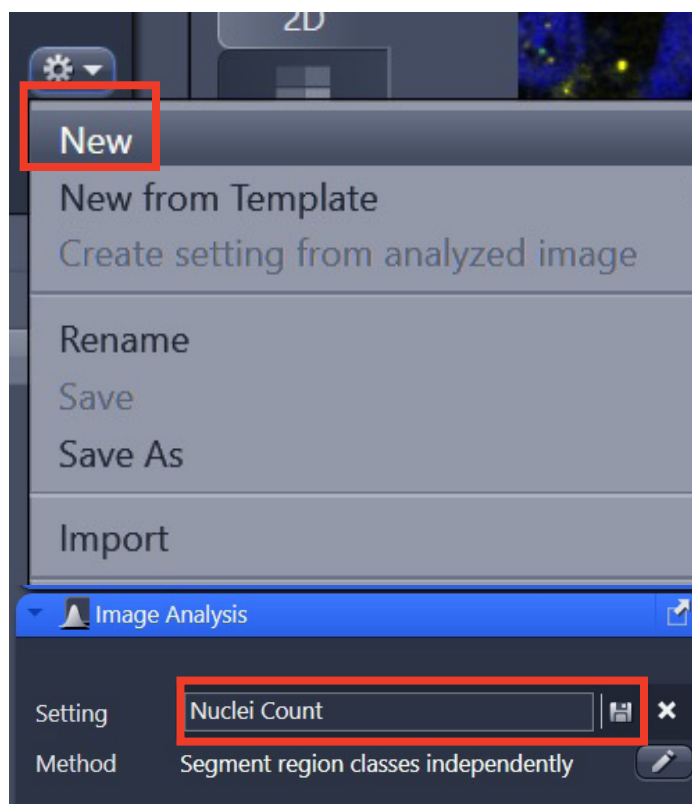 2D
New
New from Template
Create setting from analyzed image
Rename
Save
Save As
Import
Image Analysis
Setting Nuclei Count
Method Segment region classes independently